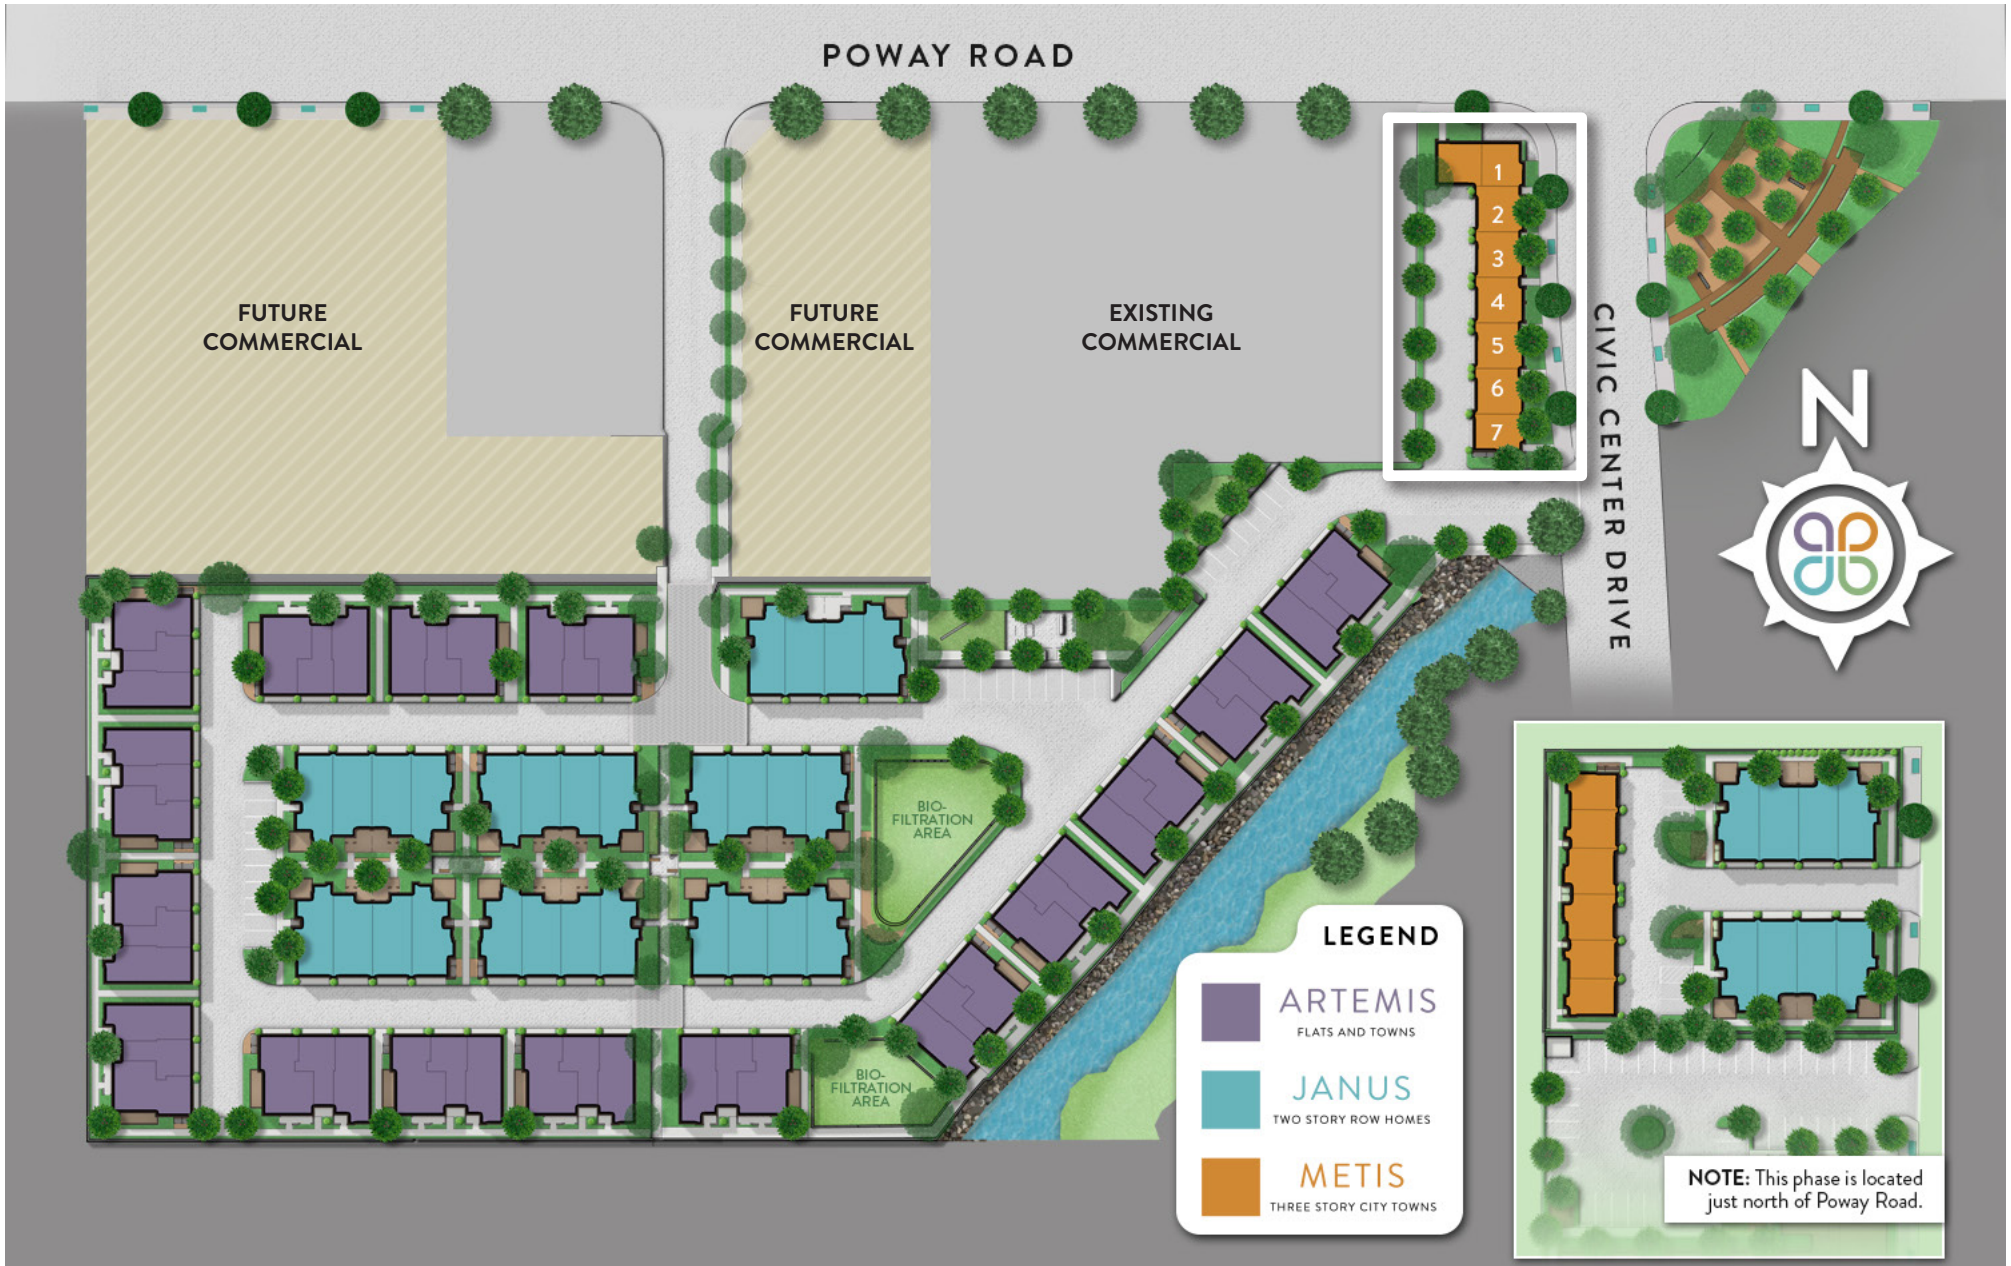 POWAY ROAD
FUTURE
COMMERCIAL
FUTURE
COMMERCIAL
EXISTING
COMMERCIAL
1
2
3
4
5
6
7
CIVIC CENTER DRIVE
N
BIO-
FILTRATION
AREA
BIO-
FILTRATION
AREA
LEGEND
ARTEMIS
FLATS AND TOWNS
JANUS
TWO STORY ROW HOMES
METIS
THREE STORY CITY TOWNS
NOTE: This phase is located
just north of Poway Road.